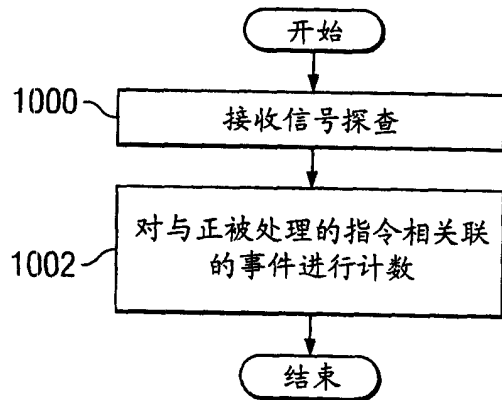 开始
1000
接收信号探查
1002
对与正被处理的指令相关联
的事件进行计数
结束